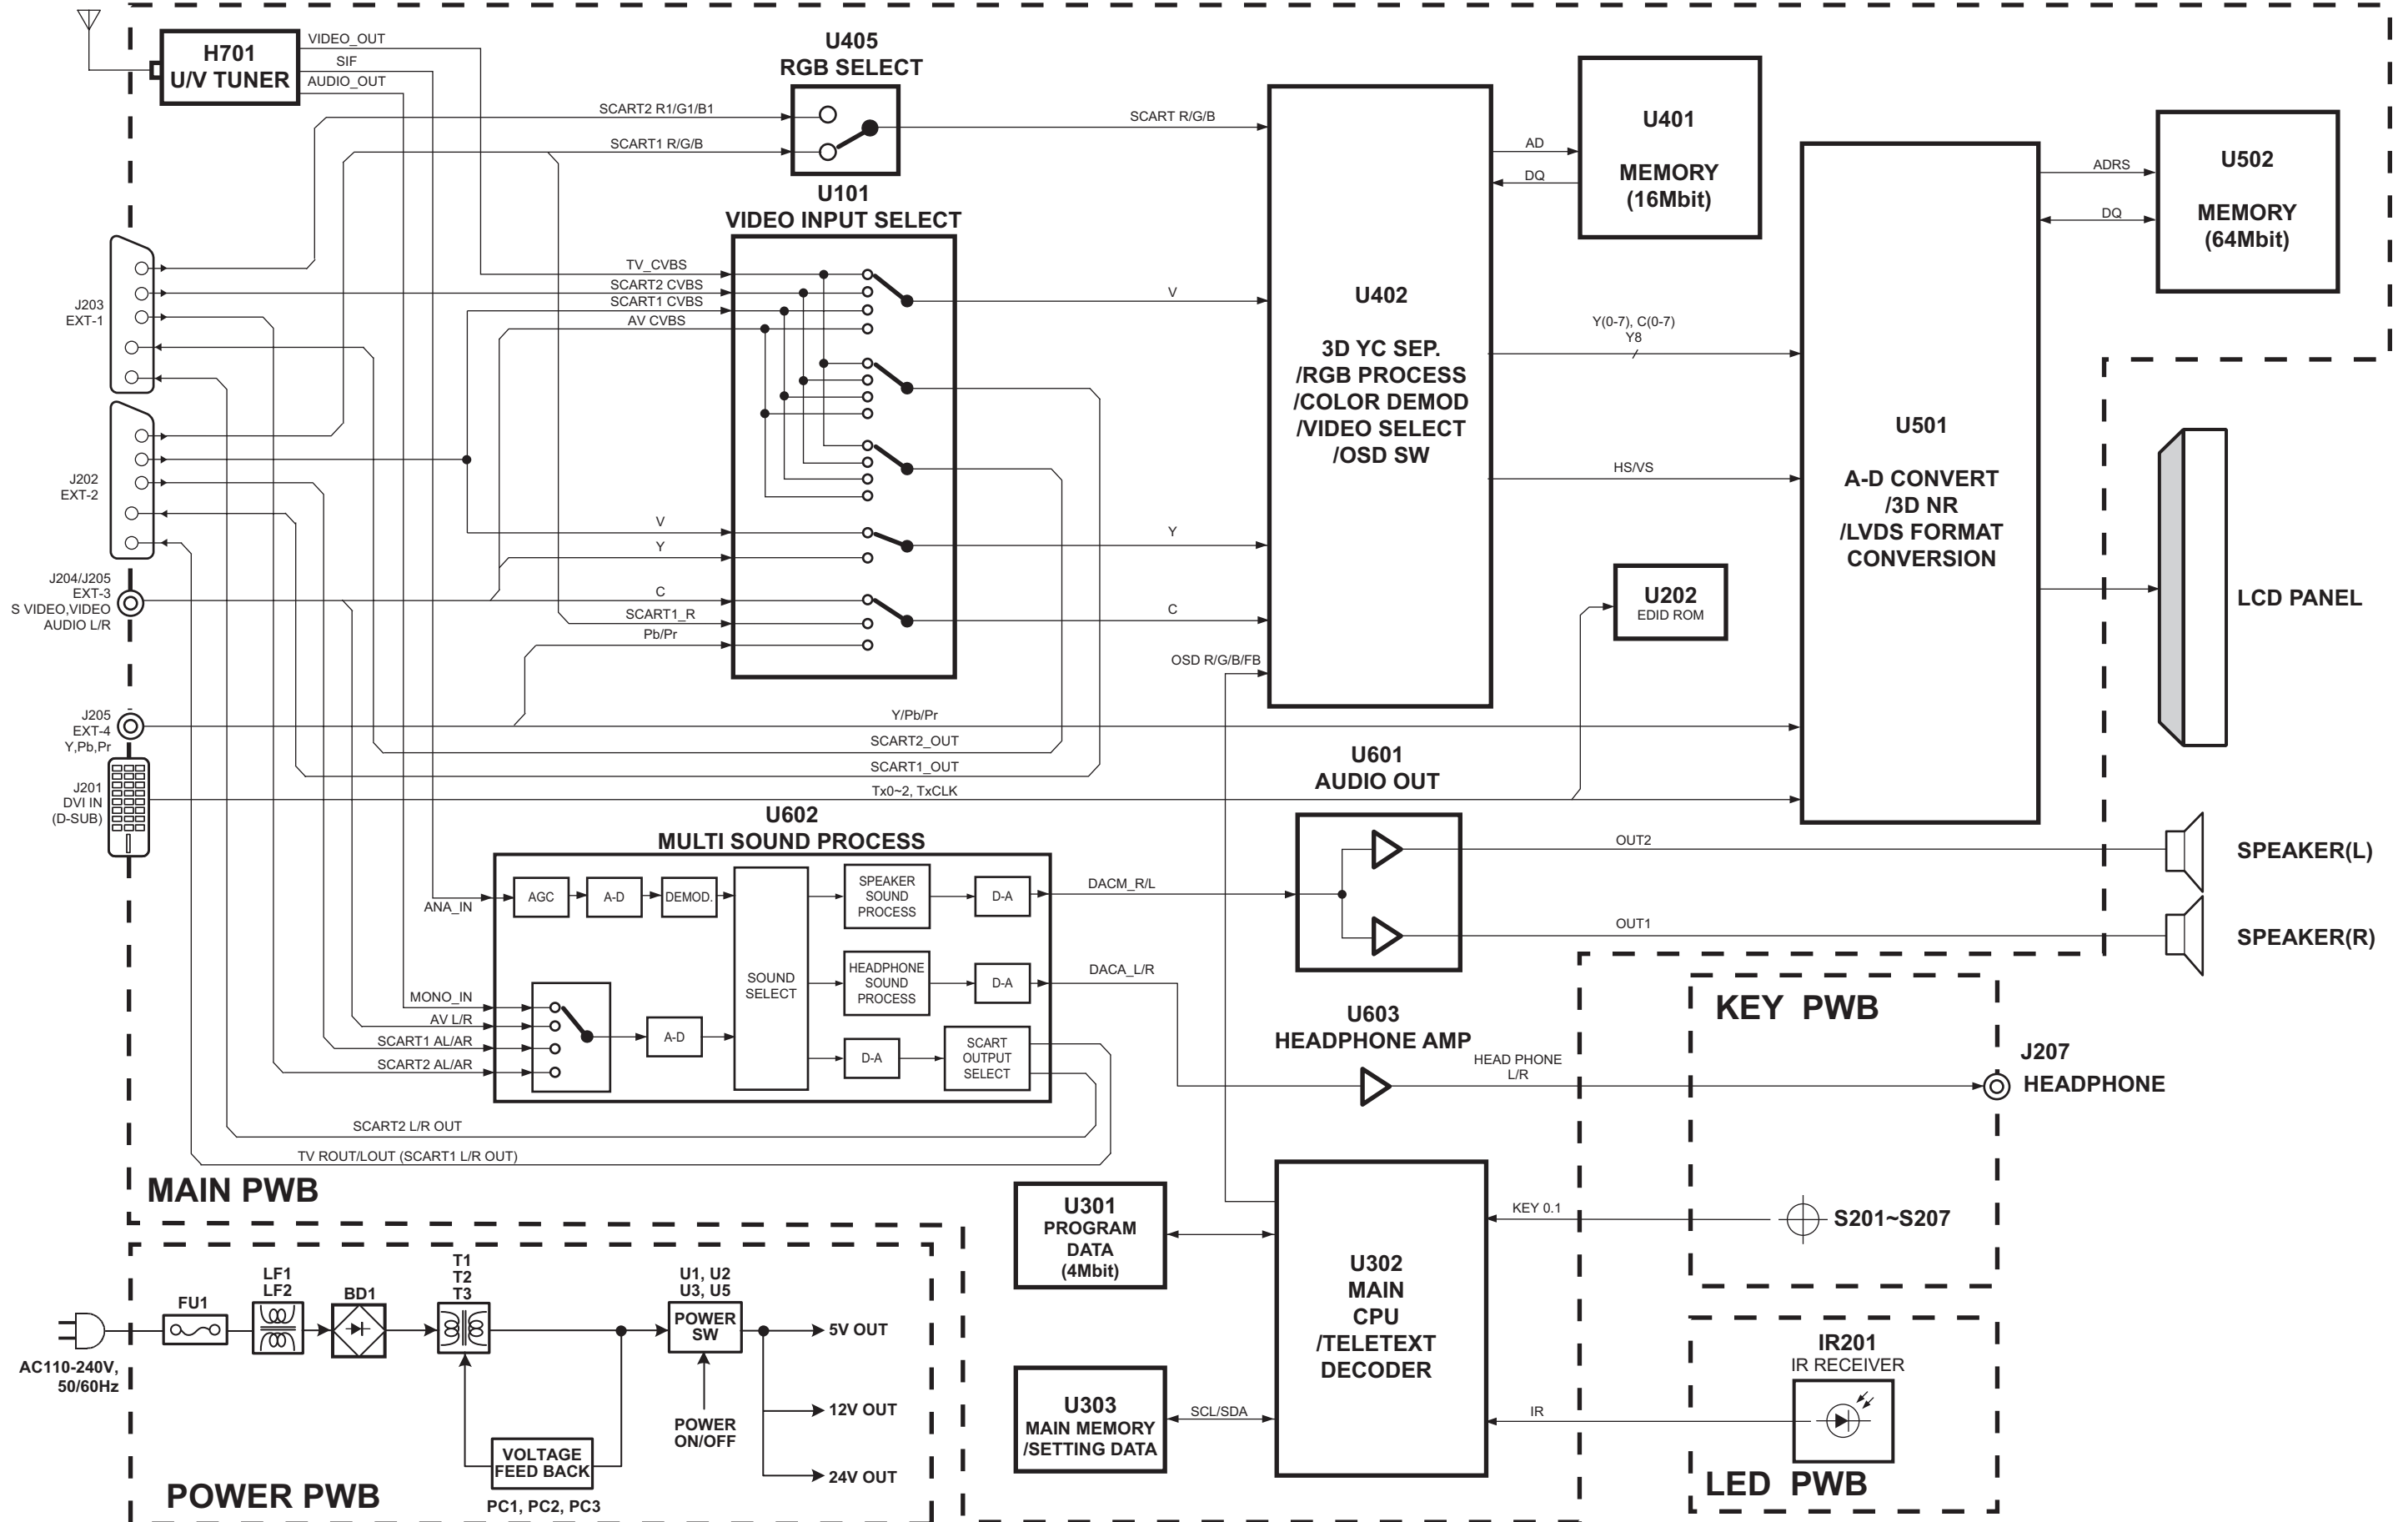 H701
U/V TUNER
VIDEO_OUT
SIF
AUDIO_OUT
U405
RGB SELECT
SCART2 R1/G1/B1
SCART1 R/G/B
SCART R/G/B
U101
VIDEO INPUT SELECT
TV_CVBS
SCART2 CVBS
SCART1 CVBS
AV CVBS
V
Y
C
SCART1_R
Pb/Pr
V
Y
C
OSD R/G/B/FB
U402
3D YC SEP.
/RGB PROCESS
/COLOR DEMOD
/VIDEO SELECT
/OSD SW
AD
DQ
U401
MEMORY
(16Mbit)
Y(0-7), C(0-7)
Y8
HS/VS
U501
A-D CONVERT
/3D NR
/LVDS FORMAT
CONVERSION
ADRS
DQ
U502
MEMORY
(64Mbit)
U202
EDID ROM
LCD PANEL
J203
EXT-1
J202
EXT-2
J204/J205
EXT-3
S VIDEO,VIDEO
AUDIO L/R
J205
EXT-4
Y,Pb,Pr
J201
DVI IN
(D-SUB)
Y/Pb/Pr
SCART2_OUT
SCART1_OUT
Tx0~2, TxCLK
U602
MULTI SOUND PROCESS
ANA_IN
AGC
A-D
DEMOD.
SOUND
SELECT
SPEAKER
SOUND
PROCESS
D-A
HEADPHONE
SOUND
PROCESS
D-A
MONO_IN
AV L/R
SCART1 AL/AR
SCART2 AL/AR
A-D
D-A
SCART
OUTPUT
SELECT
SCART2 L/R OUT
TV ROUT/LOUT (SCART1 L/R OUT)
DACM_R/L
DACA_L/R
U601
AUDIO OUT
OUT2
OUT1
SPEAKER(L)
SPEAKER(R)
U603
HEADPHONE AMP
HEAD PHONE
L/R
KEY PWB
J207
HEADPHONE
S201~S207
KEY 0.1
MAIN PWB
U301
PROGRAM
DATA
(4Mbit)
U302
MAIN
CPU
/TELETEXT
DECODER
U303
MAIN MEMORY
/SETTING DATA
SCL/SDA
IR
IR201
IR RECEIVER
LED PWB
AC110-240V,
50/60Hz
FU1
LF1
LF2
BD1
T1
T2
T3
U1, U2
U3, U5
POWER
SW
5V OUT
12V OUT
24V OUT
POWER
ON/OFF
VOLTAGE
FEED BACK
PC1, PC2, PC3
POWER PWB